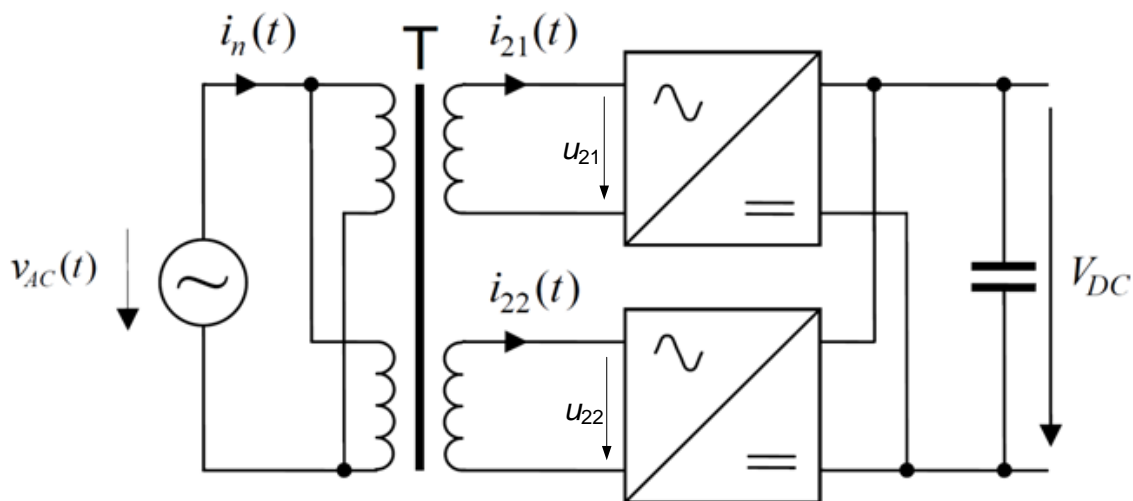 i_n(t)
T
i_21(t)
u_21
v_AC(t)
V_DC
i_22(t)
u_22